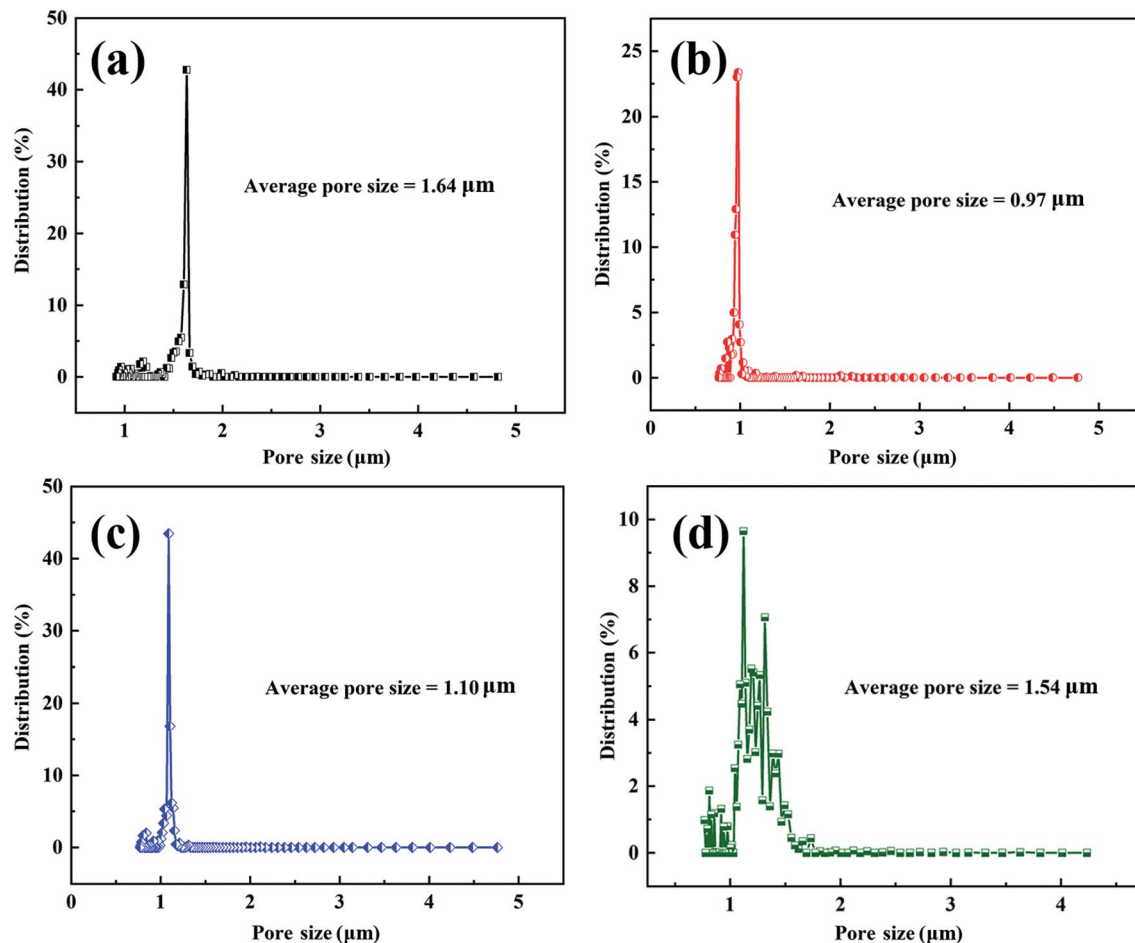 (a)
Distribution (%)
50
40
30
20
10
0
Average pore size = 1.64 μm
1 2 3 4 5
Pore size (μm)
(b)
Distribution (%)
25
20
15
10
5
0
Average pore size = 0.97 μm
0 1 2 3 4 5
Pore size (μm)
(c)
Distribution (%)
50
40
30
20
10
0
Average pore size = 1.10 μm
0 1 2 3 4 5
Pore size (μm)
(d)
Distribution (%)
10
8
6
4
2
0
Average pore size = 1.54 μm
1 2 3 4
Pore size (μm)